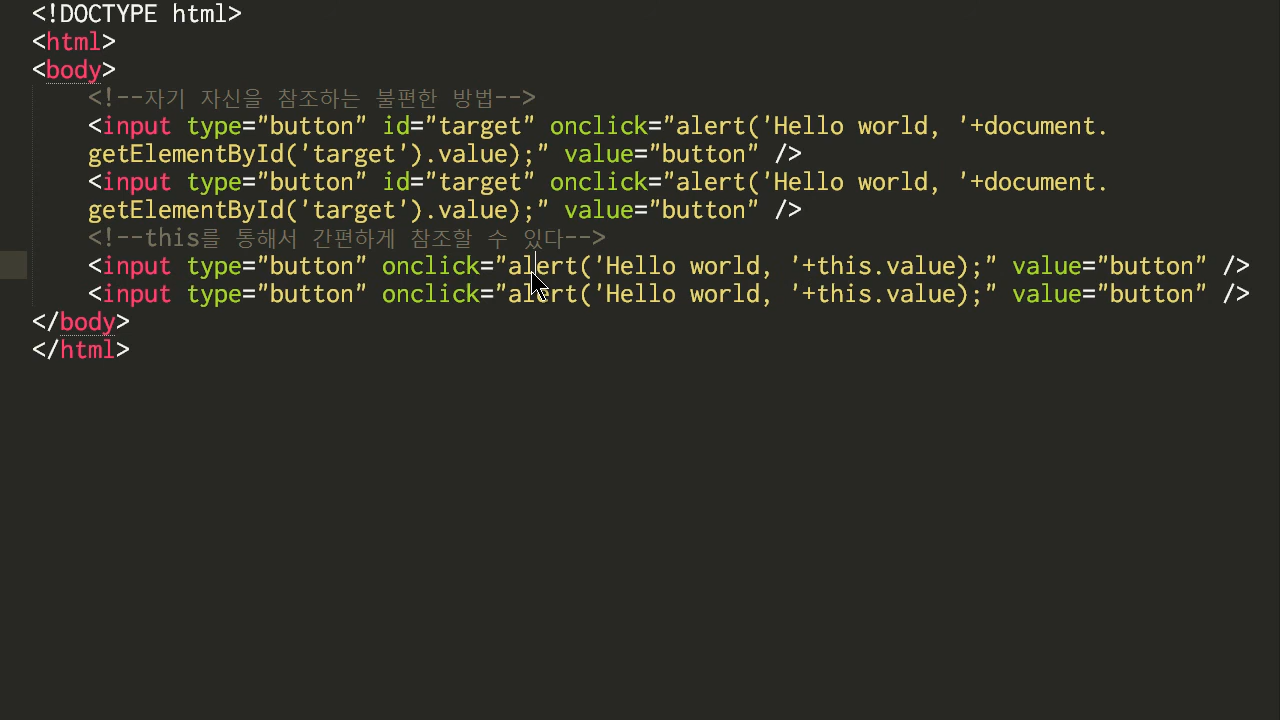 <!DOCTYPE html>
<html>
<body>
<!--자기 자신을 참조하는 불편한 방법-->
<input type="button" id="target" onclick="alert('Hello world, '+document.
getElementById('target').value);" value="button" />
<input type="button" id="target" onclick="alert('Hello world, '+document.
getElementById('target').value);" value="button" />
<!--this를 통해서 간편하게 참조할 수 있다-->
<input type="button" onclick="alert('Hello world, '+this.value);" value="button" />
<input type="button" onclick="alert('Hello world, '+this.value);" value="button" />
</body>
</html>